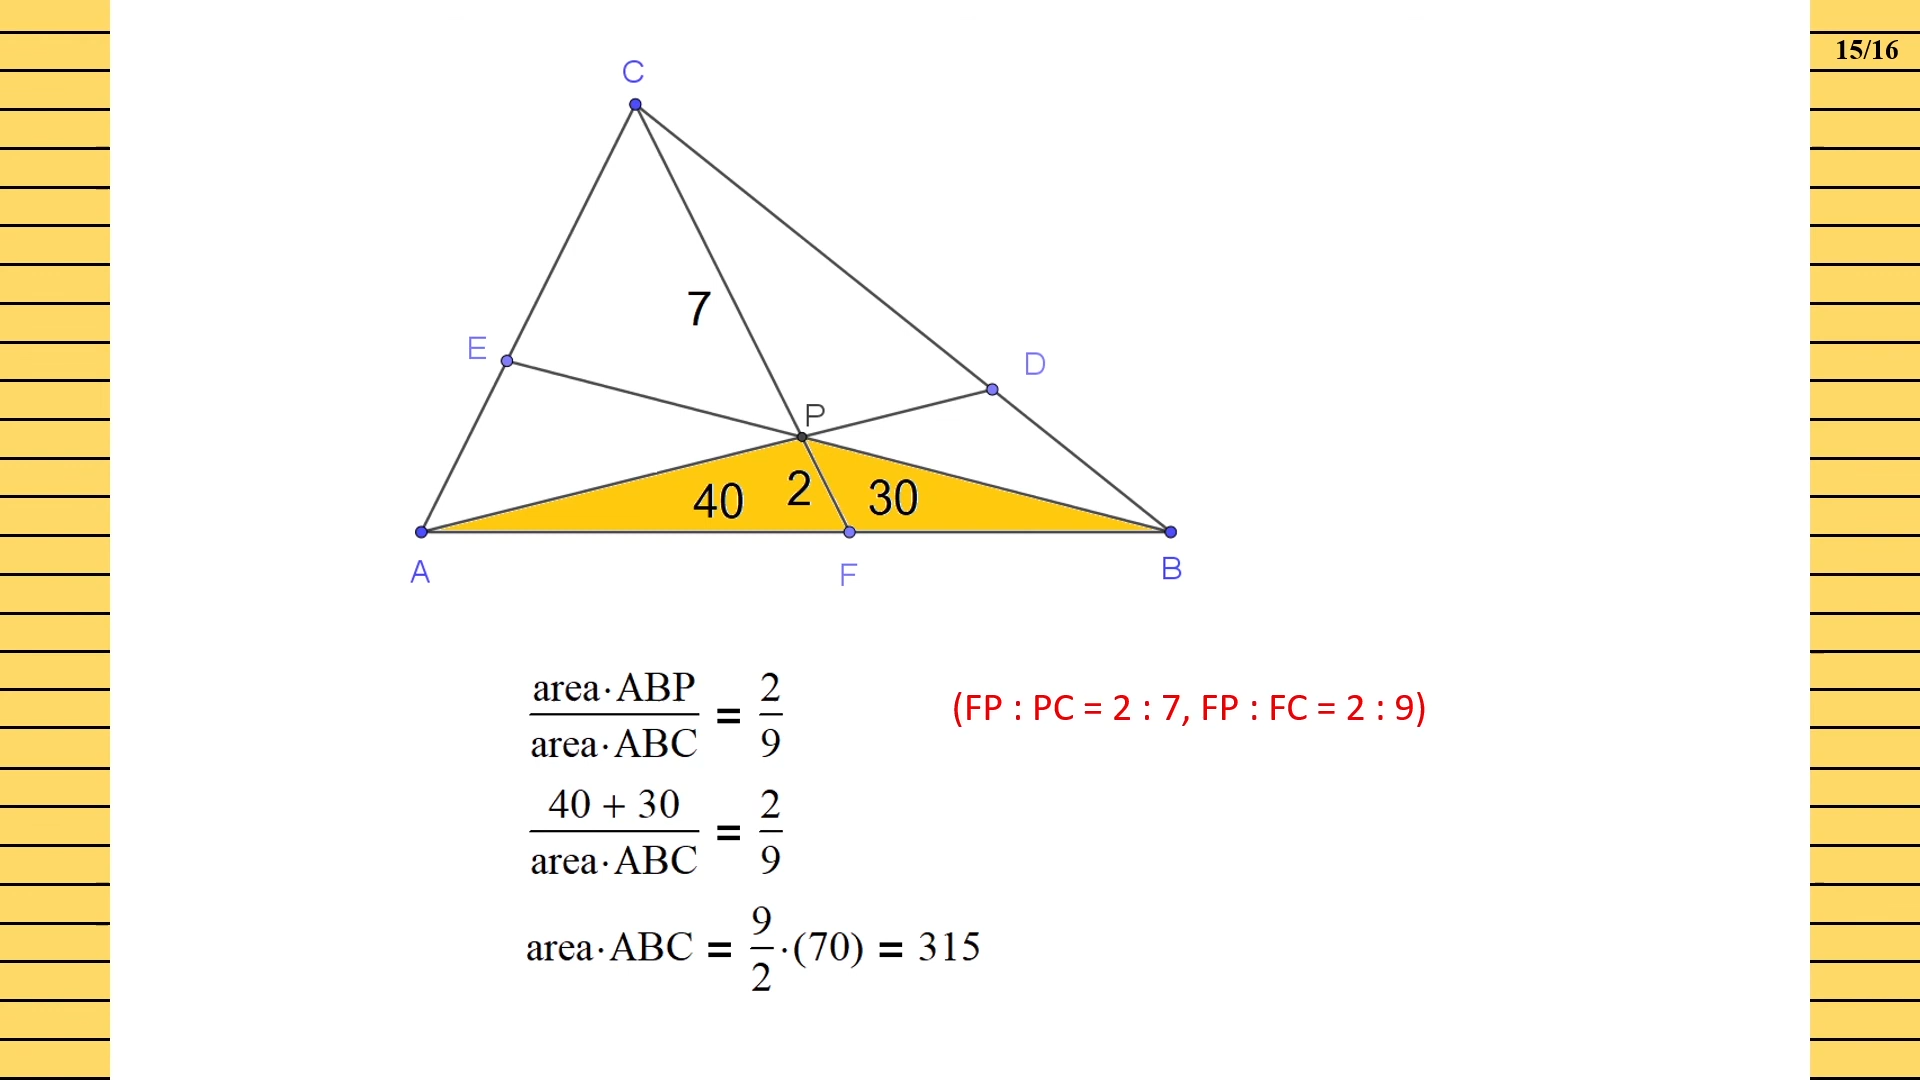 15/16
C
7
E
D
P
40 2 30
A F B
area·ABP / area·ABC = 2/9 (FP : PC = 2 : 7, FP : FC = 2 : 9)
40 + 30 / area·ABC = 2/9
area·ABC = 9/2 ·(70) = 315